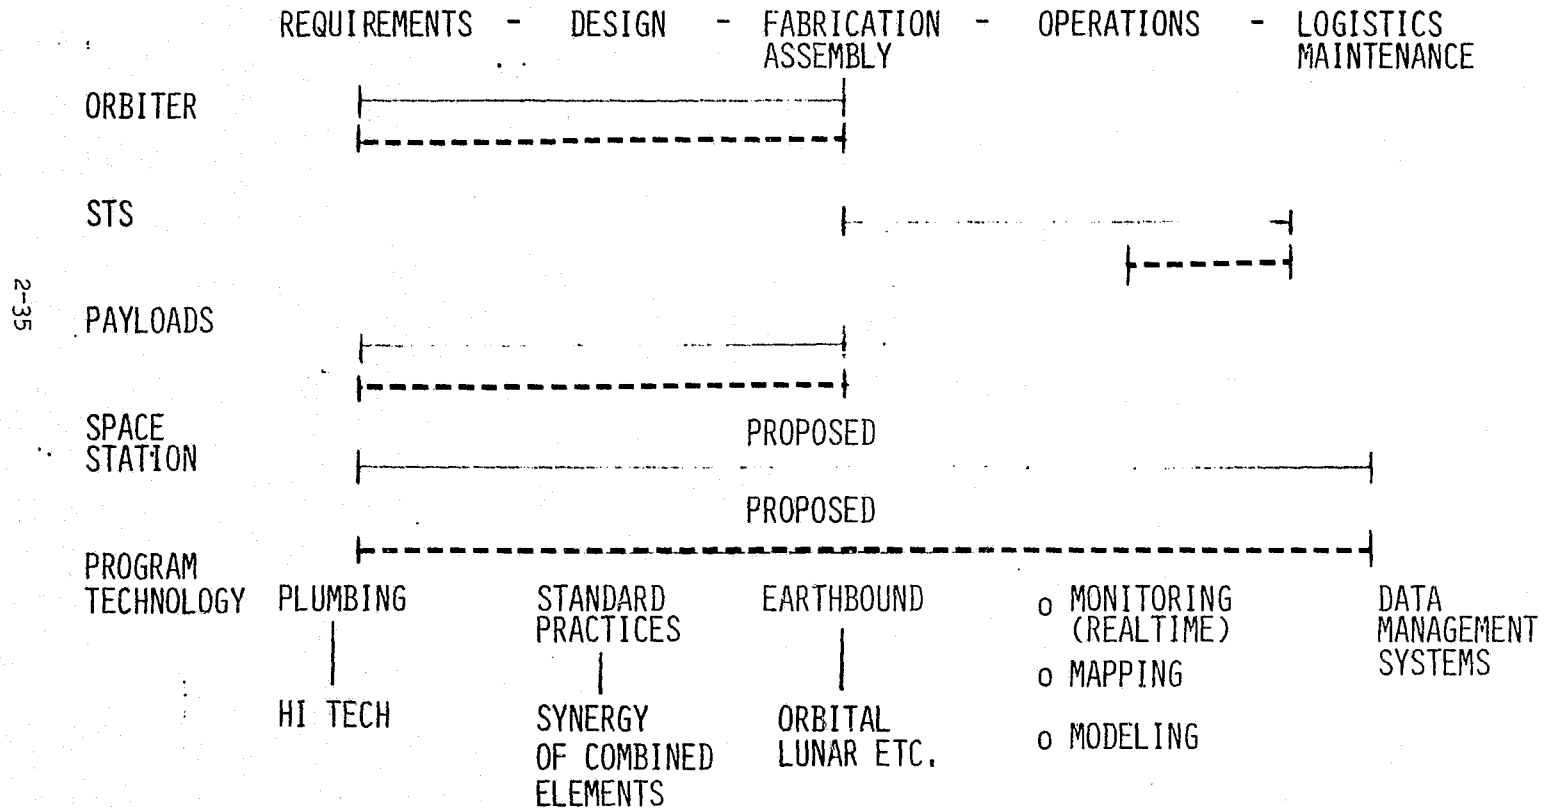 REQUIREMENTS - DESIGN - FABRICATION - OPERATIONS - LOGISTICS
ASSEMBLY MAINTENANCE
ORBITER
STS
2-35
PAYLOADS
SPACE
STATION
PROPOSED
PROPOSED
PROGRAM
TECHNOLOGY
PLUMBING
HI TECH
STANDARD
PRACTICES
SYNERGY
OF COMBINED
ELEMENTS
EARTHBOUND
ORBITAL
LUNAR ETC.
o MONITORING
(REALTIME)
o MAPPING
o MODELING
DATA
MANAGEMENT
SYSTEMS